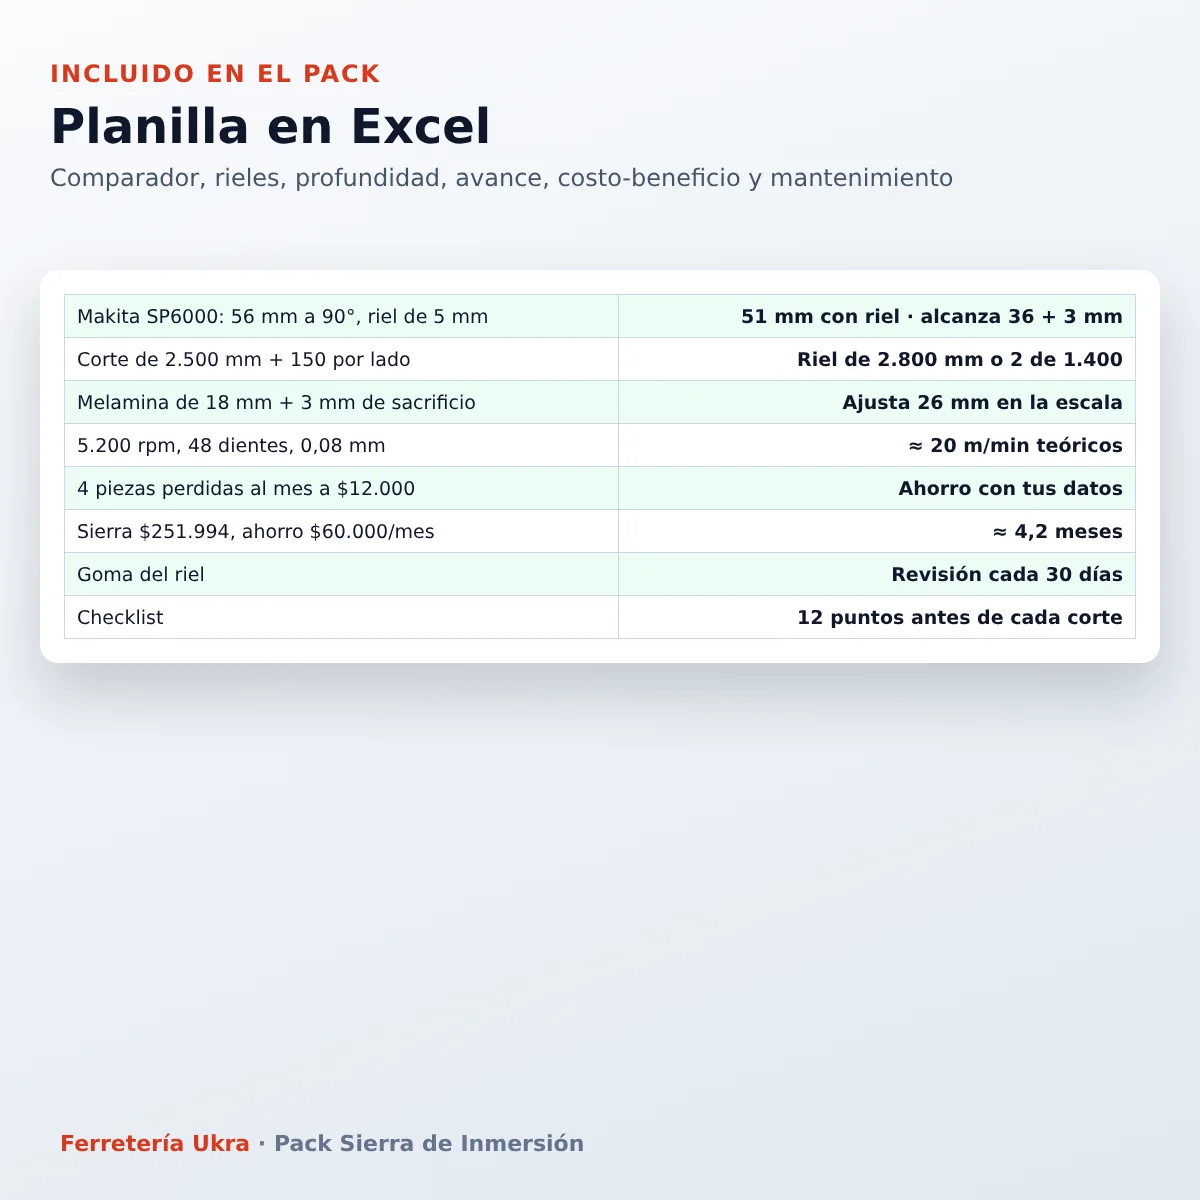 INCLUIDO EN EL PACK
Planilla en Excel
Comparador, rieles, profundidad, avance, costo-beneficio y mantenimiento
Makita SP6000: 56 mm a 90°, riel de 5 mm 51 mm con riel · alcanza 36 + 3 mm
Corte de 2.500 mm + 150 por lado Riel de 2.800 mm o 2 de 1.400
Melamina de 18 mm + 3 mm de sacrificio Ajusta 26 mm en la escala
5.200 rpm, 48 dientes, 0,08 mm ≈ 20 m/min teóricos
4 piezas perdidas al mes a $12.000 Ahorro con tus datos
Sierra $251.994, ahorro $60.000/mes ≈ 4,2 meses
Goma del riel Revisión cada 30 días
Checklist 12 puntos antes de cada corte
Ferretería Ukra · Pack Sierra de Inmersión